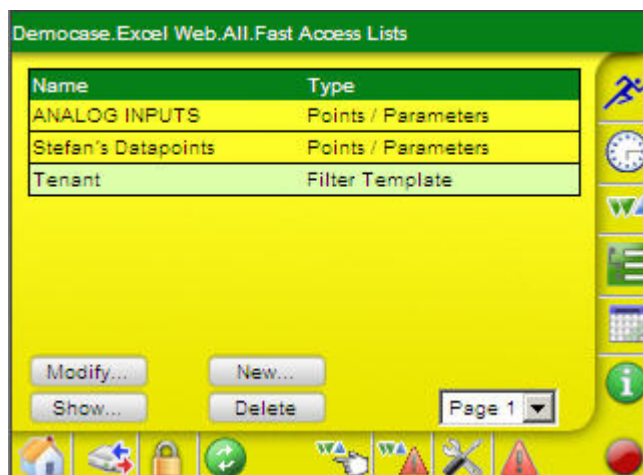 Democase.Excel Web.All.Fast Access Lists
Name Type
ANALOG INPUTS Points / Parameters
Stefan's Datapoints Points / Parameters
Tenant Filter Template
Modify... New...
Show... Delete Page 1